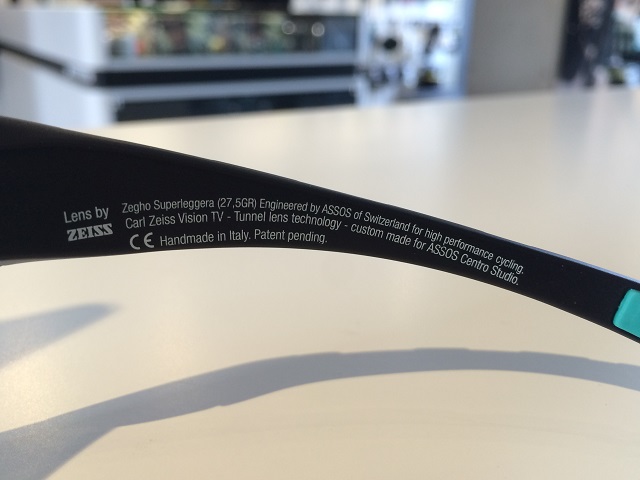 Lens by
ZEISS
Zegho Superleggera (27,5GR) Engineered by ASSOS of Switzerland for high performance cycling.
Carl Zeiss Vision TV - Tunnel lens technology - custom made for ASSOS Centro Studio.
CE Handmade in Italy. Patent pending.